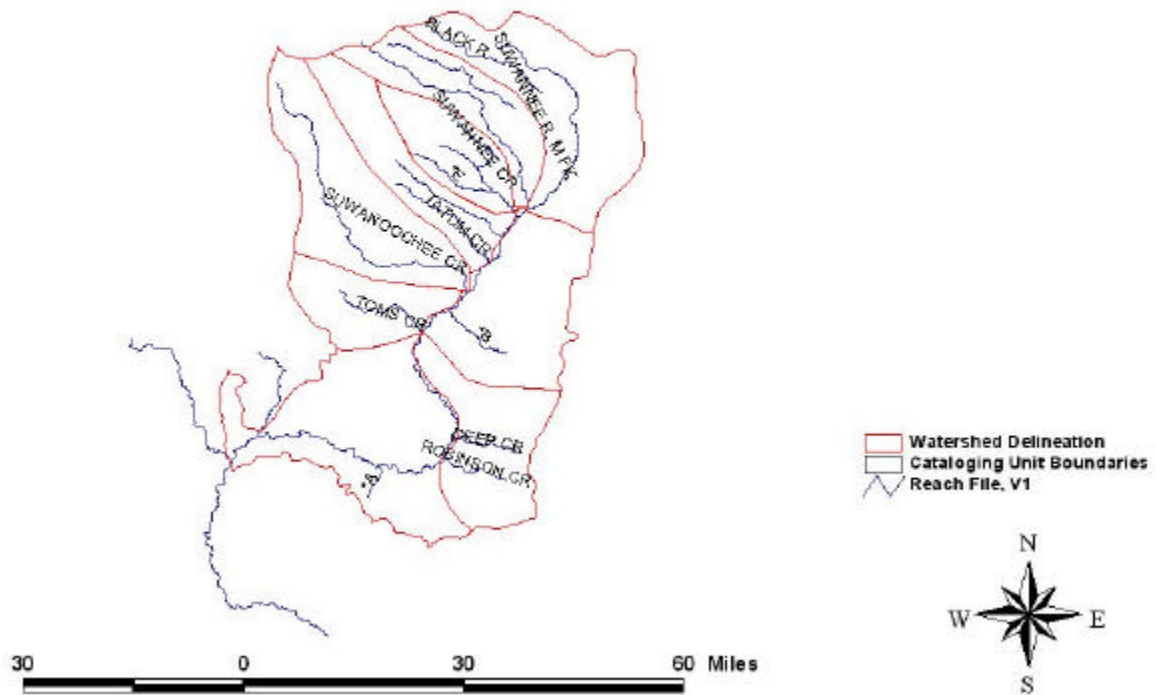 BLACK R
SUWANNEE R, M FK
SUWANNEE CR
*E
TATUM CR
SUWANOOCHEE CR
TOMS CR
*B
DEEP CR
ROBINSON CR
*A
Watershed Delineation
Cataloging Unit Boundaries
Reach File, V1
N
W E
S
30 0 30 60 Miles